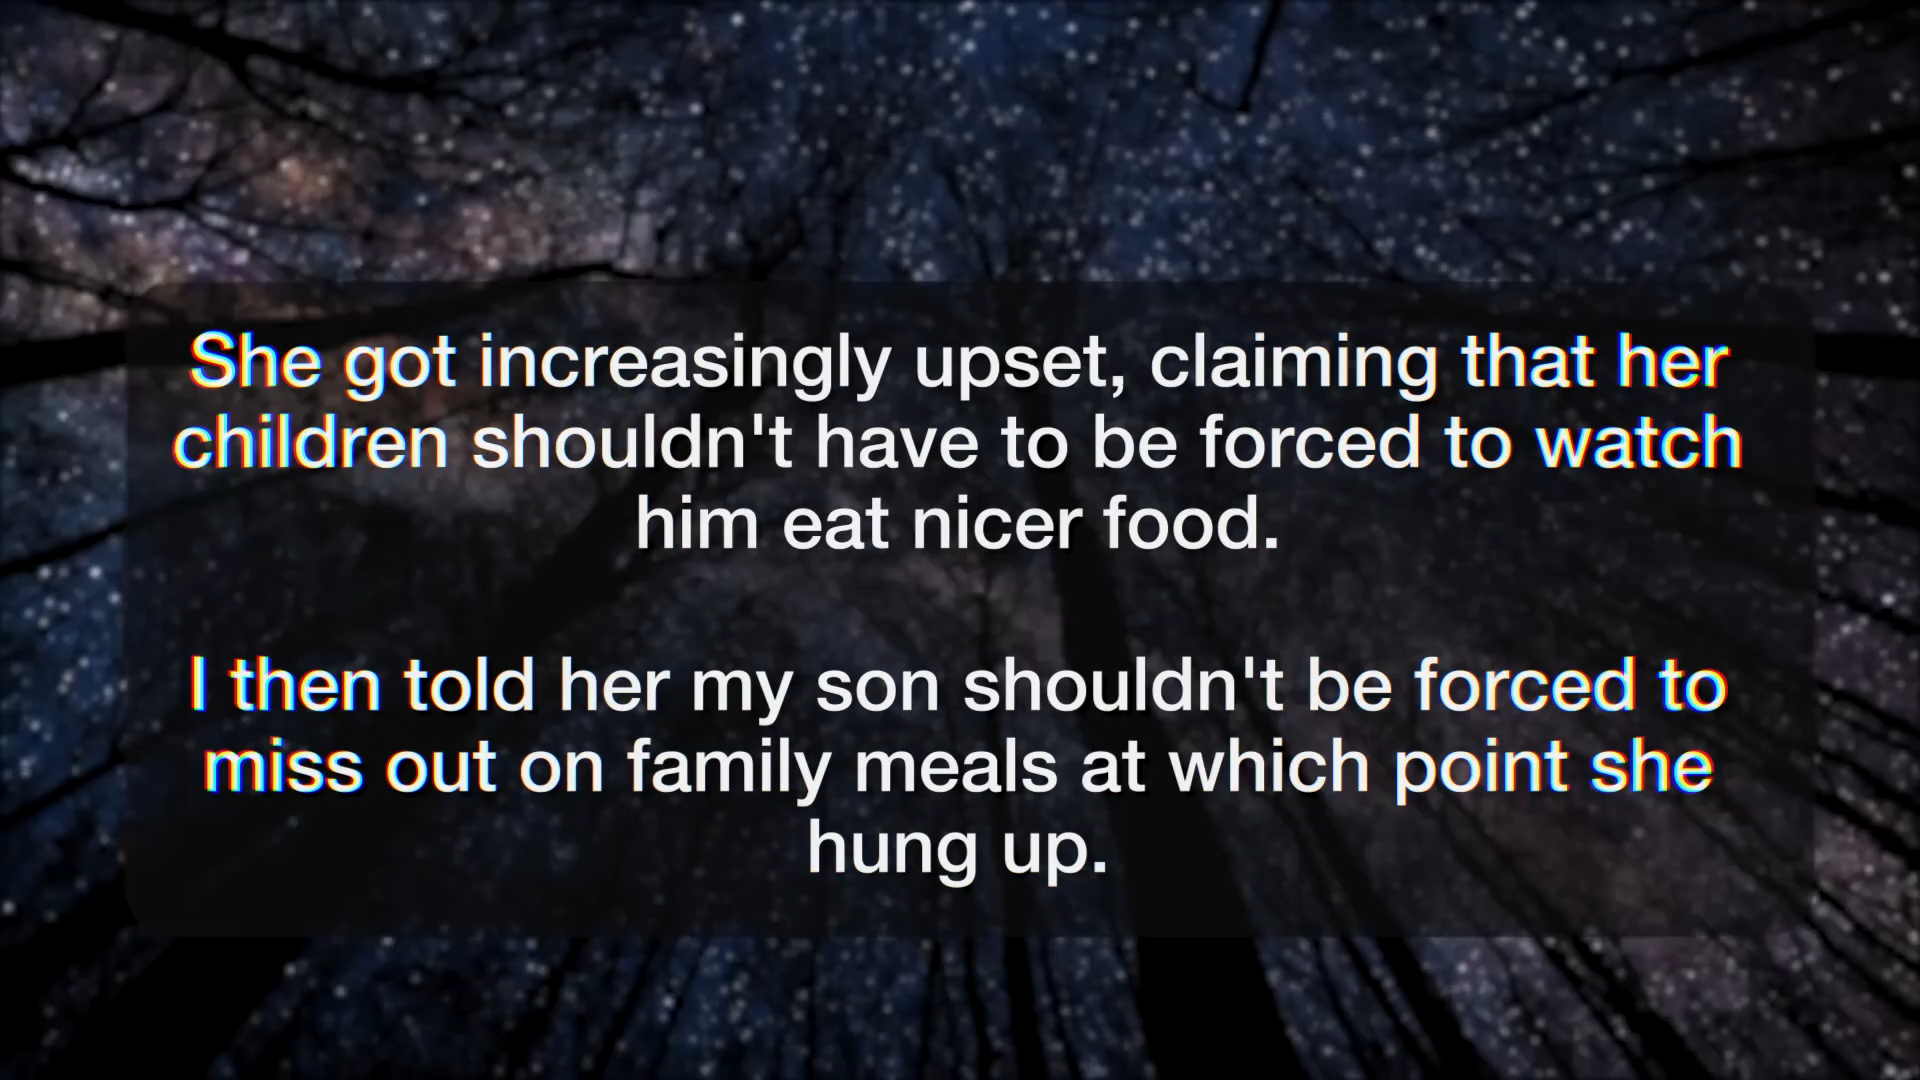 She got increasingly upset, claiming that her
children shouldn't have to be forced to watch
him eat nicer food.
I then told her my son shouldn't be forced to
miss out on family meals at which point she
hung up.